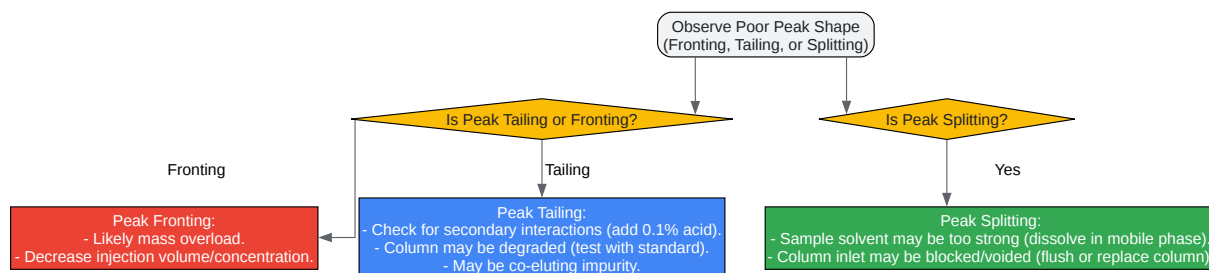 Observe Poor Peak Shape
(Fronting, Tailing, or Splitting)
Is Peak Tailing or Fronting?
Is Peak Splitting?
Fronting
Tailing
Yes
Peak Fronting:
- Likely mass overload.
- Decrease injection volume/concentration.
Peak Tailing:
- Check for secondary interactions (add 0.1% acid).
- Column may be degraded (test with standard).
- May be co-eluting impurity.
Peak Splitting:
- Sample solvent may be too strong (dissolve in mobile phase).
- Column inlet may be blocked/voided (flush or replace column)